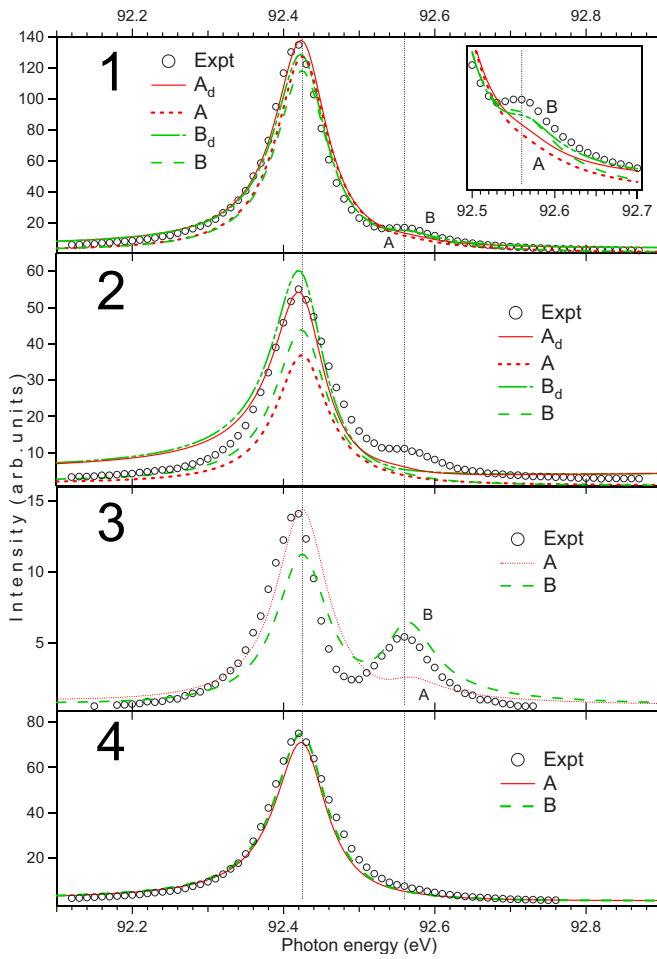 92.2 92.4 92.6 92.8
140
120
100
80
60
40
20
1
Expt
A_d
A
B_d
B
A
B
B
A
92.5 92.6 92.7
60
50
40
30
20
10
2
Expt
A_d
A
B_d
B
15
10
5
3
Expt
A
B
B
A
80
60
40
20
4
Expt
A
B
Intensity (arb.units)
92.2 92.4 92.6 92.8
Photon energy (eV)